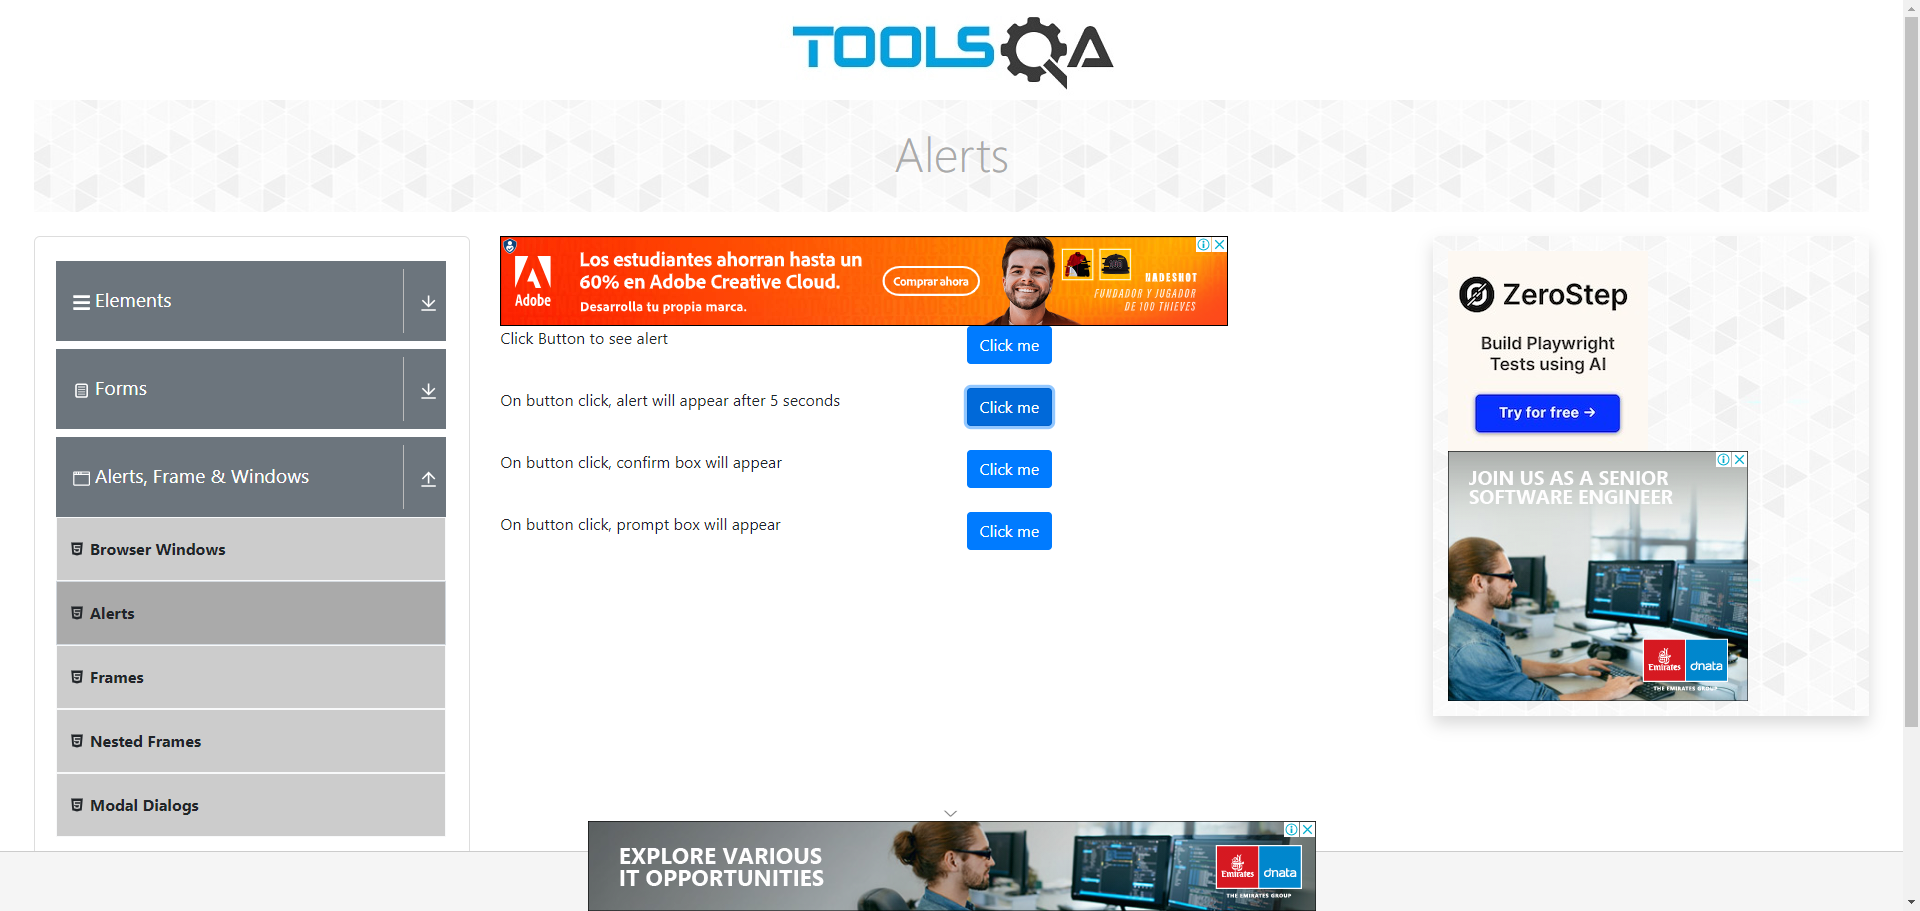 TOOLSQA
Alerts
Elements
Forms
Alerts, Frame & Windows
Browser Windows
Alerts
Frames
Nested Frames
Modal Dialogs
Adobe
Los estudiantes ahorran hasta un
60% en Adobe Creative Cloud.
Desarrolla tu propia marca.
Comprar ahora
NADESHOT
FUNDADOR Y JUGADOR
DE 100 THIEVES
Click Button to see alert
Click me
On button click, alert will appear after 5 seconds
Click me
On button click, confirm box will appear
Click me
On button click, prompt box will appear
Click me
ZeroStep
Build Playwright
Tests using AI
Try for free →
JOIN US AS A SENIOR
SOFTWARE ENGINEER
Emirates
dnata
THE EMIRATES GROUP
EXPLORE VARIOUS
IT OPPORTUNITIES
Emirates
dnata
THE EMIRATES GROUP